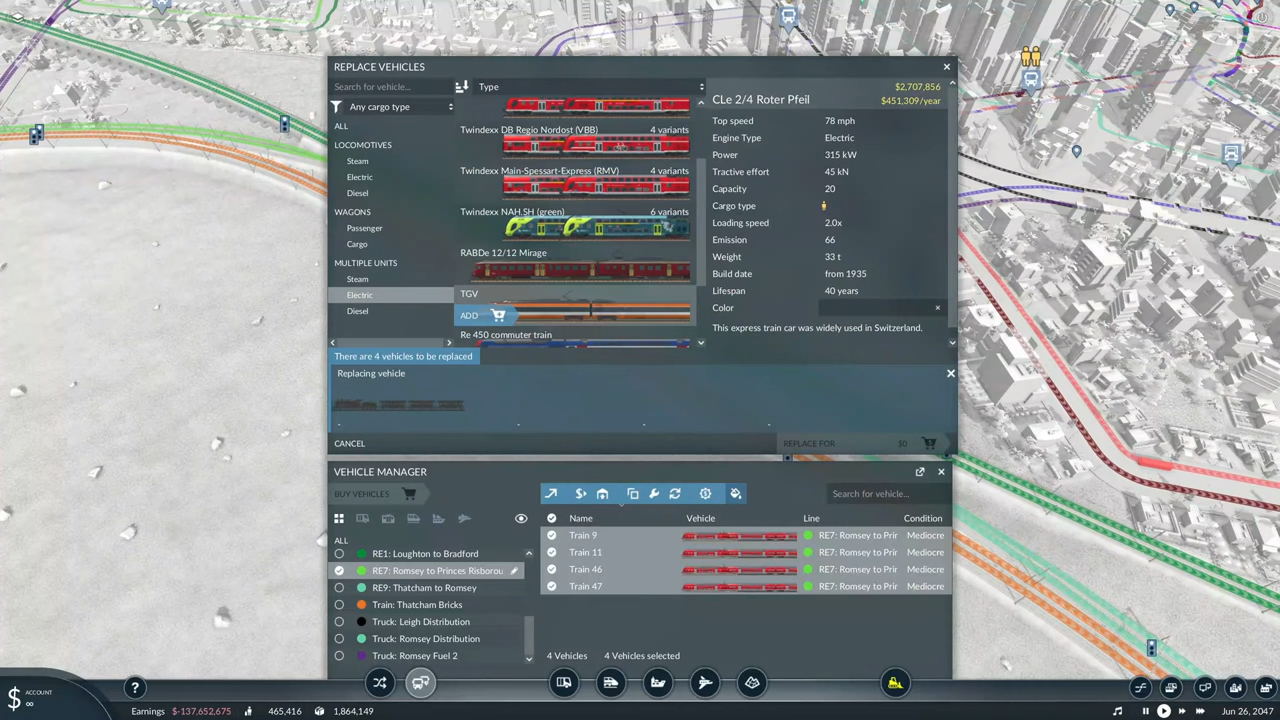 REPLACE VEHICLES
Search for vehicle...
Type
Any cargo type
ALL
LOCOMOTIVES
Steam
Electric
Diesel
WAGONS
Passenger
Cargo
MULTIPLE UNITS
Steam
Electric
Diesel
Twindexx DB Regio Nordost (VBB) 4 variants
Twindexx Main-Spessart-Express (RMV) 4 variants
Twindexx NAH.SH (green) 6 variants
RABDe 12/12 Mirage
TGV
ADD
Re 450 commuter train
CLe 2/4 Roter Pfeil
$2,707,856
$451,309/year
Top speed 78 mph
Engine Type Electric
Power 315 kW
Tractive effort 45 kN
Capacity 20
Cargo type
Loading speed 2.0x
Emission 66
Weight 33 t
Build date from 1935
Lifespan 40 years
Color
This express train car was widely used in Switzerland.
There are 4 vehicles to be replaced
Replacing vehicle
CANCEL
REPLACE FOR $0
VEHICLE MANAGER
BUY VEHICLES
Search for vehicle...
ALL
RE1: Loughton to Bradford
RE7: Romsey to Princes Risborou
RE9: Thatcham to Romsey
Train: Thatcham Bricks
Truck: Leigh Distribution
Truck: Romsey Distribution
Truck: Romsey Fuel 2
Name Vehicle Line Condition
Train 9 RE7: Romsey to Prir Mediocre
Train 11 RE7: Romsey to Prir Mediocre
Train 46 RE7: Romsey to Prir Mediocre
Train 47 RE7: Romsey to Prir Mediocre
4 Vehicles 4 Vehicles selected
$ ACCOUNT
∞
?
Earnings $-137,652,675 465,416 1,864,149
Jun 26, 2047